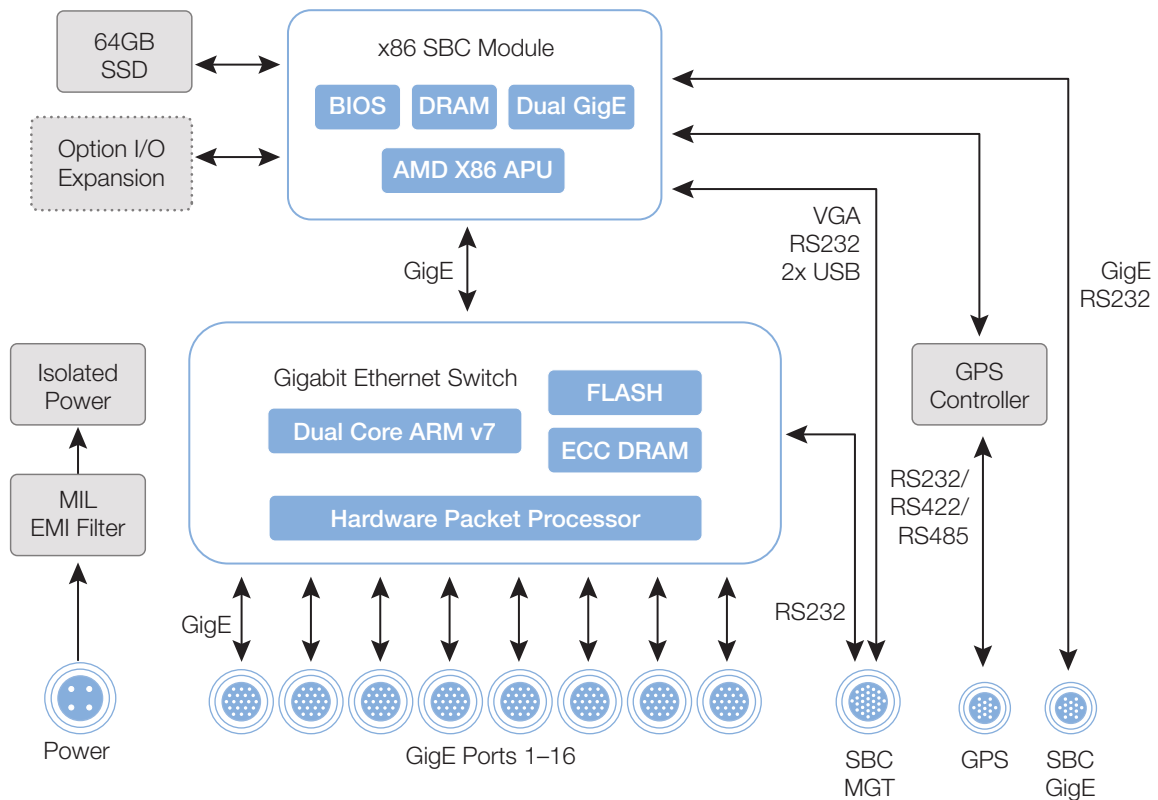 64GB
SSD
Option I/O
Expansion
x86 SBC Module
BIOS
DRAM
Dual GigE
AMD X86 APU
VGA
RS232
2x USB
GigE
RS232
GigE
Isolated
Power
MIL
EMI Filter
Gigabit Ethernet Switch
FLASH
Dual Core ARM v7
ECC DRAM
Hardware Packet Processor
GPS
Controller
RS232/
RS422/
RS485
GigE
RS232
Power
GigE Ports 1–16
SBC
MGT
GPS
SBC
GigE